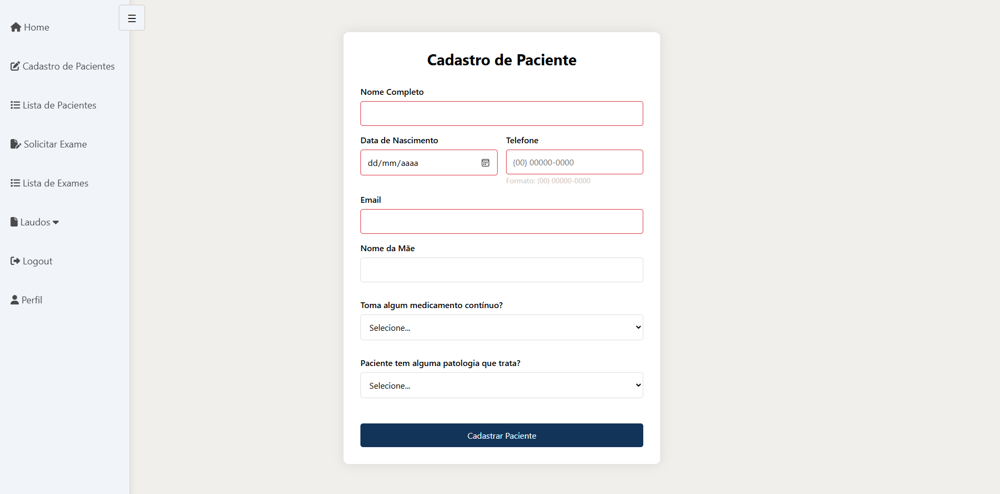 Home
Cadastro de Pacientes
Lista de Pacientes
Solicitar Exame
Lista de Exames
Laudos
Logout
Perfil
Cadastro de Paciente
Nome Completo
Data de Nascimento
dd/mm/aaaa
Telefone
(00) 00000-0000
Formato: (00) 00000-0000
Email
Nome da Mãe
Toma algum medicamento contínuo?
Selecione...
Paciente tem alguma patologia que trata?
Selecione...
Cadastrar Paciente